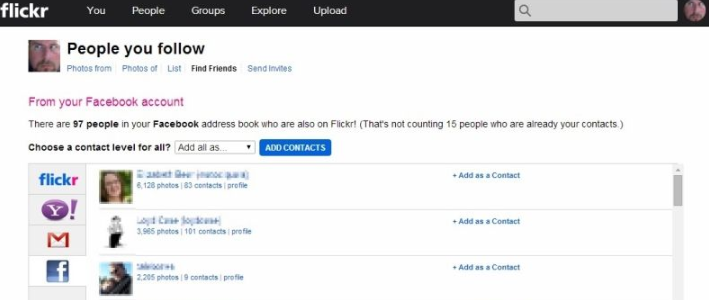 flickr You People Groups Explore Upload
People you follow
Photos from | Photos of | List | Find Friends | Send Invites
From your Facebook account
There are 97 people in your Facebook address book who are also on Flickr! (That's not counting 15 people who are already your contacts.)
Choose a contact level for all? Add all as... ADD CONTACTS
flickr
+ Add as a Contact
6,128 photos | 83 contacts | profile
Y!
+ Add as a Contact
3,965 photos | 101 contacts | profile
M
+ Add as a Contact
f
2,205 photos | 9 contacts | profile